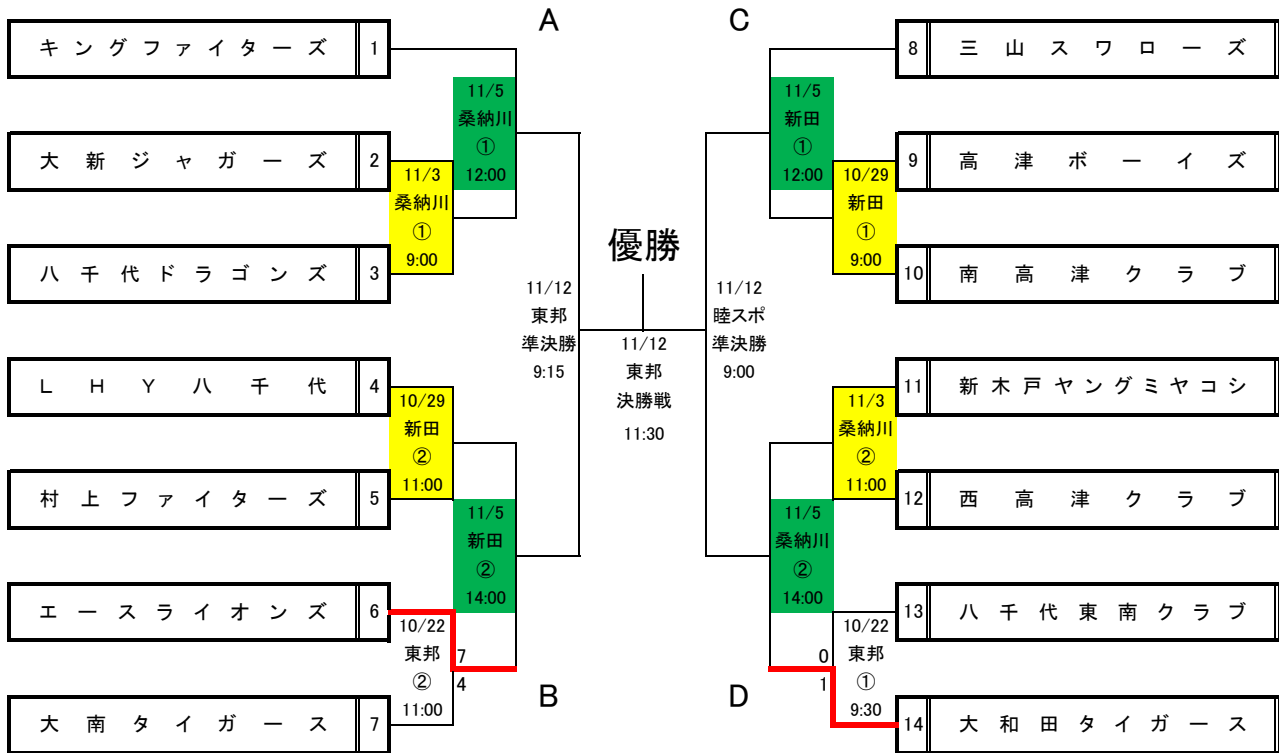 A
C
キングファイターズ 1
8 三山スワローズ
11/5
桑納川
①
12:00
11/5
新田
①
12:00
大新ジャガーズ 2
9 高津ボーイズ
11/3
桑納川
①
9:00
10/29
新田
①
9:00
優勝
八千代ドラゴンズ 3
10 南高津クラブ
11/12
東邦
準決勝
9:15
11/12
東邦
決勝戦
11:30
11/12
睦スポ
準決勝
9:00
LHY八千代 4
11 新木戸ヤングミヤコシ
10/29
新田
②
11:00
11/3
桑納川
②
11:00
村上ファイターズ 5
12 西高津クラブ
11/5
新田
②
14:00
11/5
桑納川
②
14:00
エースライオンズ 6
13 八千代東南クラブ
10/22
東邦
②
11:00
7
4
0
1
10/22
東邦
①
9:30
B
D
大南タイガース 7
14 大和田タイガース